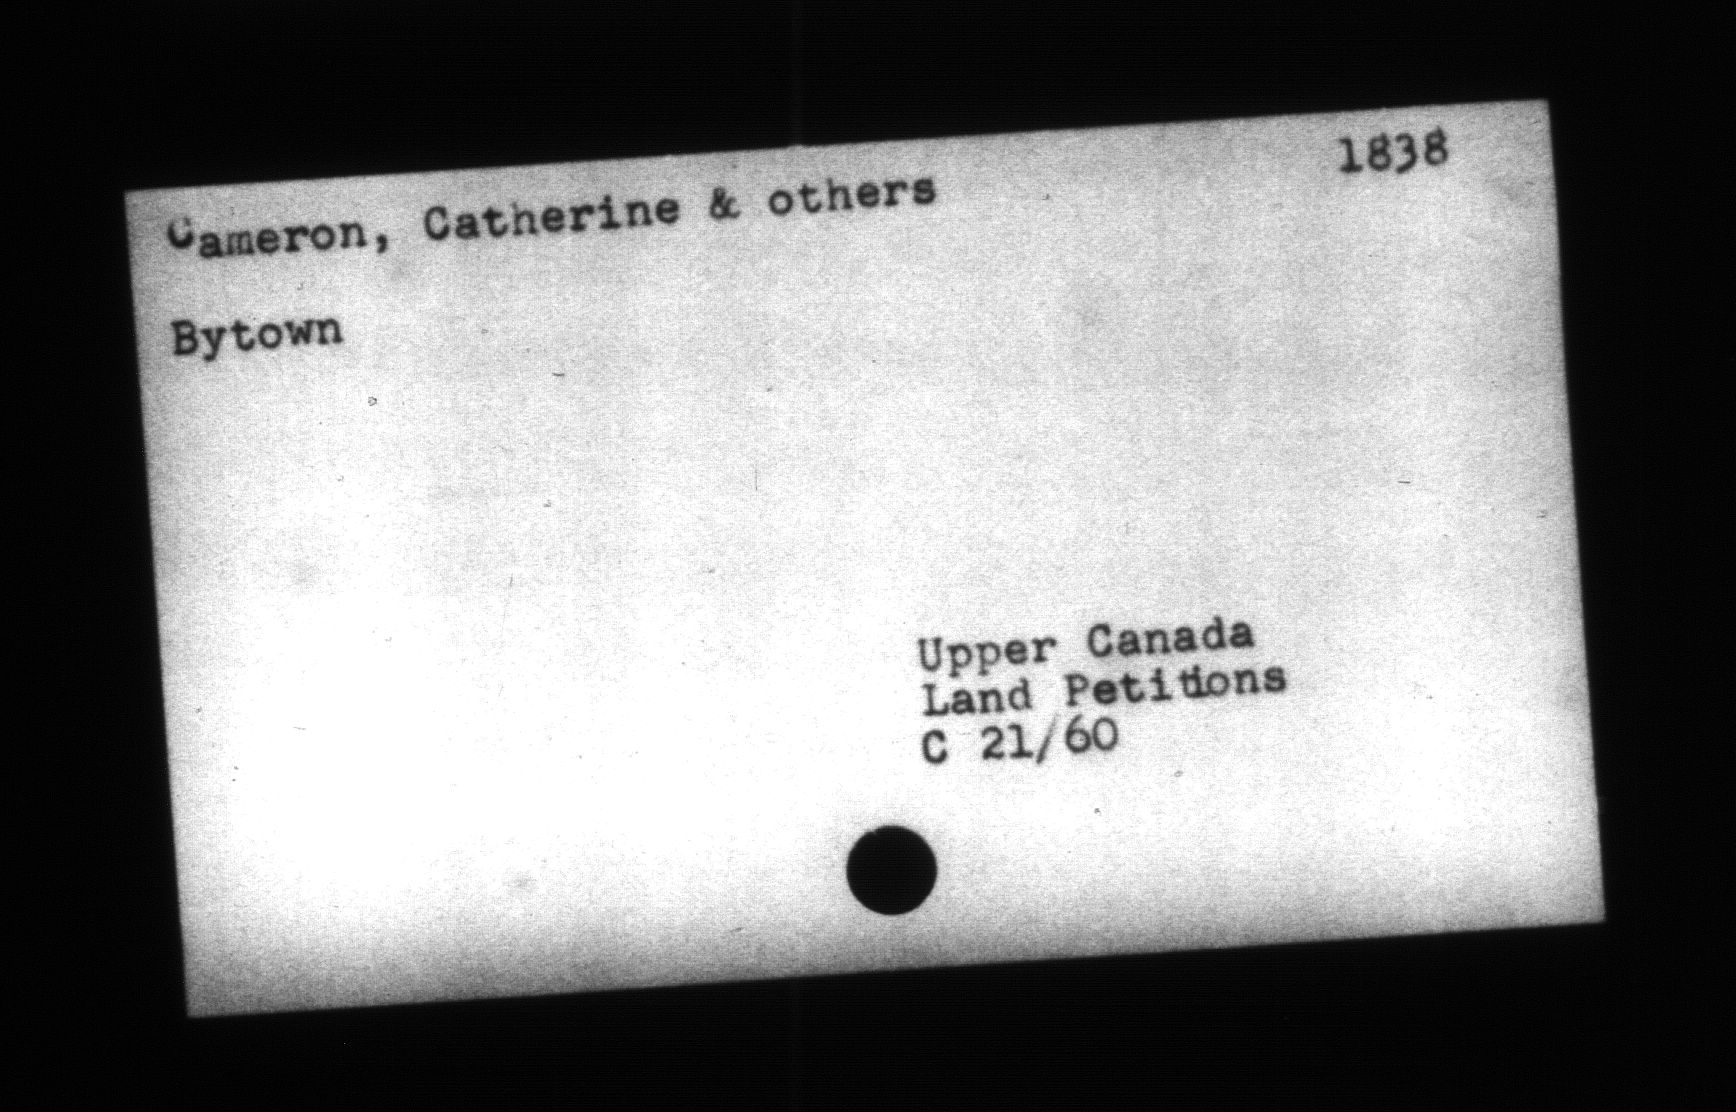 Cameron, Catherine & others 1838
Bytown
Upper Canada
Land Petitions
C 21/60